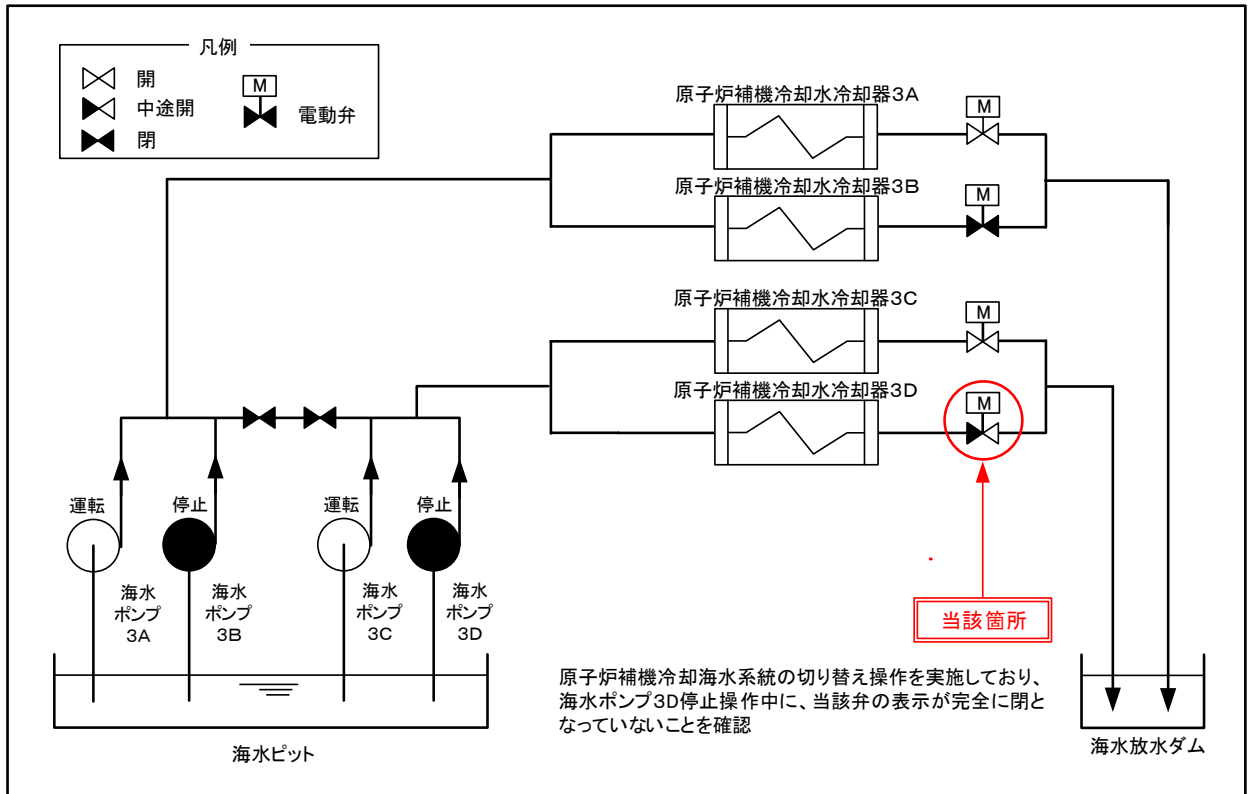 凡例
開
中途開
閉
M
電動弁
原子炉補機冷却水冷却器3A
M
原子炉補機冷却水冷却器3B
M
原子炉補機冷却水冷却器3C
M
原子炉補機冷却水冷却器3D
M
運転
停止
運転
停止
海水
ポンプ
3A
海水
ポンプ
3B
海水
ポンプ
3C
海水
ポンプ
3D
当該箇所
原子炉補機冷却海水系統の切り替え操作を実施しており、
海水ポンプ3D停止操作中に、当該弁の表示が完全に閉と
なっていないことを確認
海水ピット
海水放水ダム